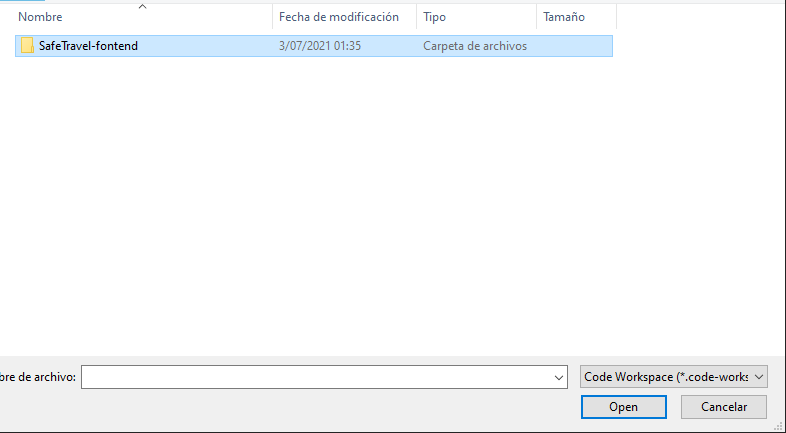 Nombre Fecha de modificación Tipo Tamaño
SafeTravel-fontend 3/07/2021 01:35 Carpeta de archivos
bre de archivo: Code Workspace (*.code-works
Open Cancelar